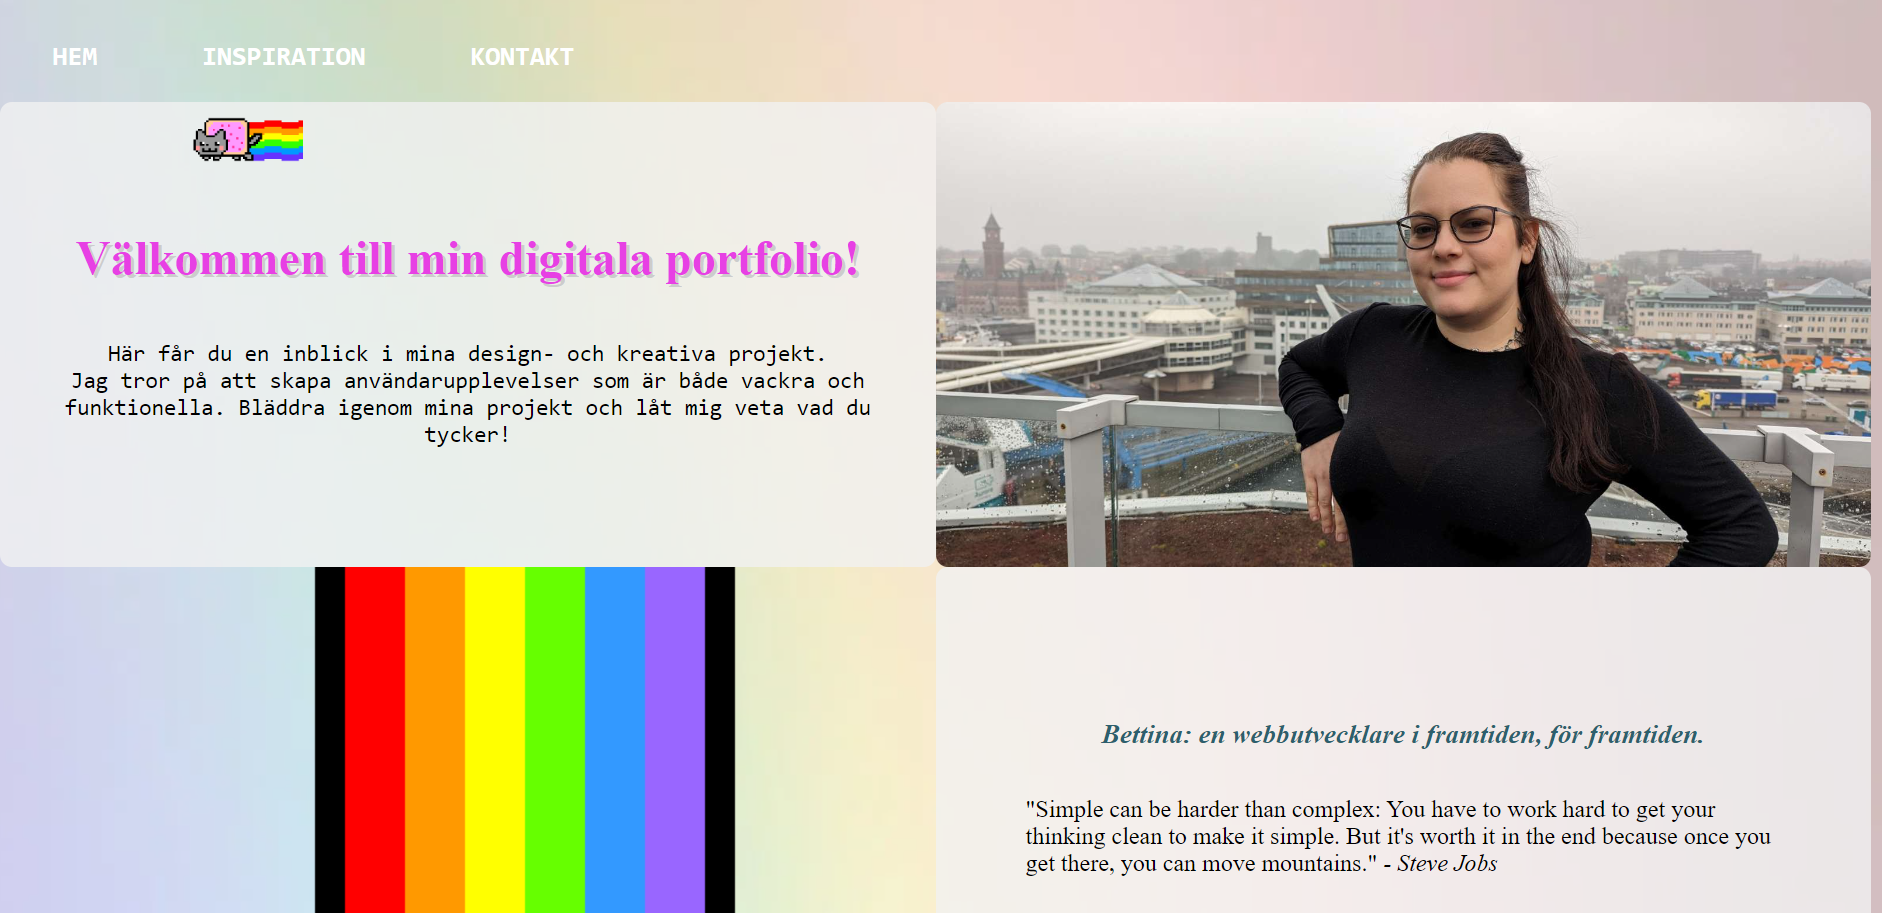 HEM INSPIRATION KONTAKT
Välkommen till min digitala portfolio!
Här får du en inblick i mina design- och kreativa projekt.
Jag tror på att skapa användarupplevelser som är både vackra och
funktionella. Bläddra igenom mina projekt och låt mig veta vad du
tycker!
Bettina: en webbutvecklare i framtiden, för framtiden.
"Simple can be harder than complex: You have to work hard to get your
thinking clean to make it simple. But it's worth it in the end because once you
get there, you can move mountains." - Steve Jobs